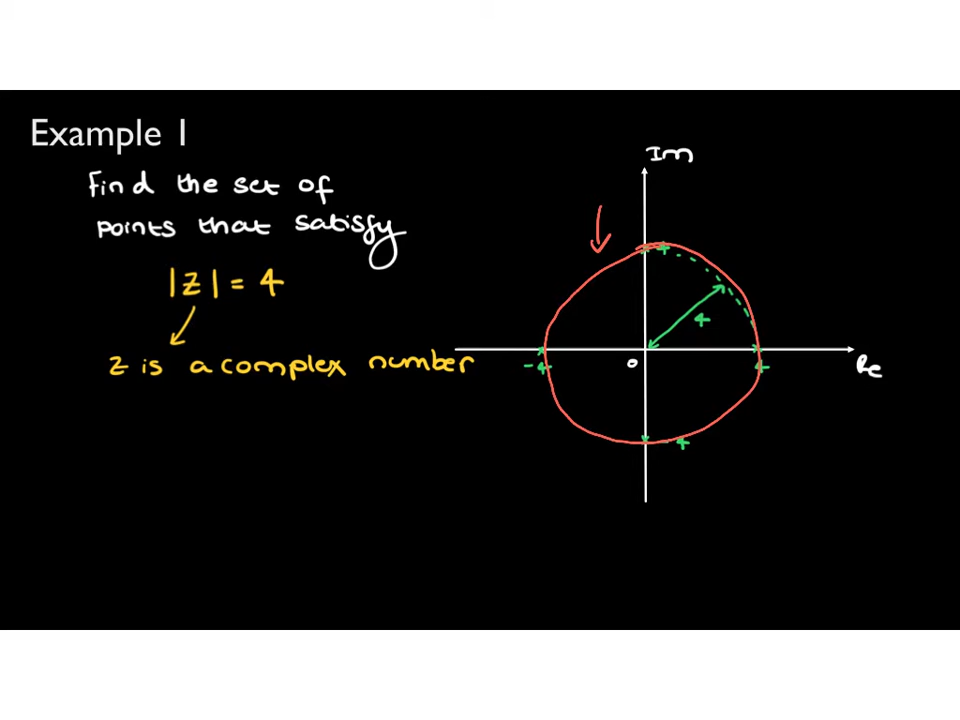 Example 1
Find the set of
points that satisfy
|z| = 4
z is a complex number
Im
4
4
-4
0
4
Re
-4